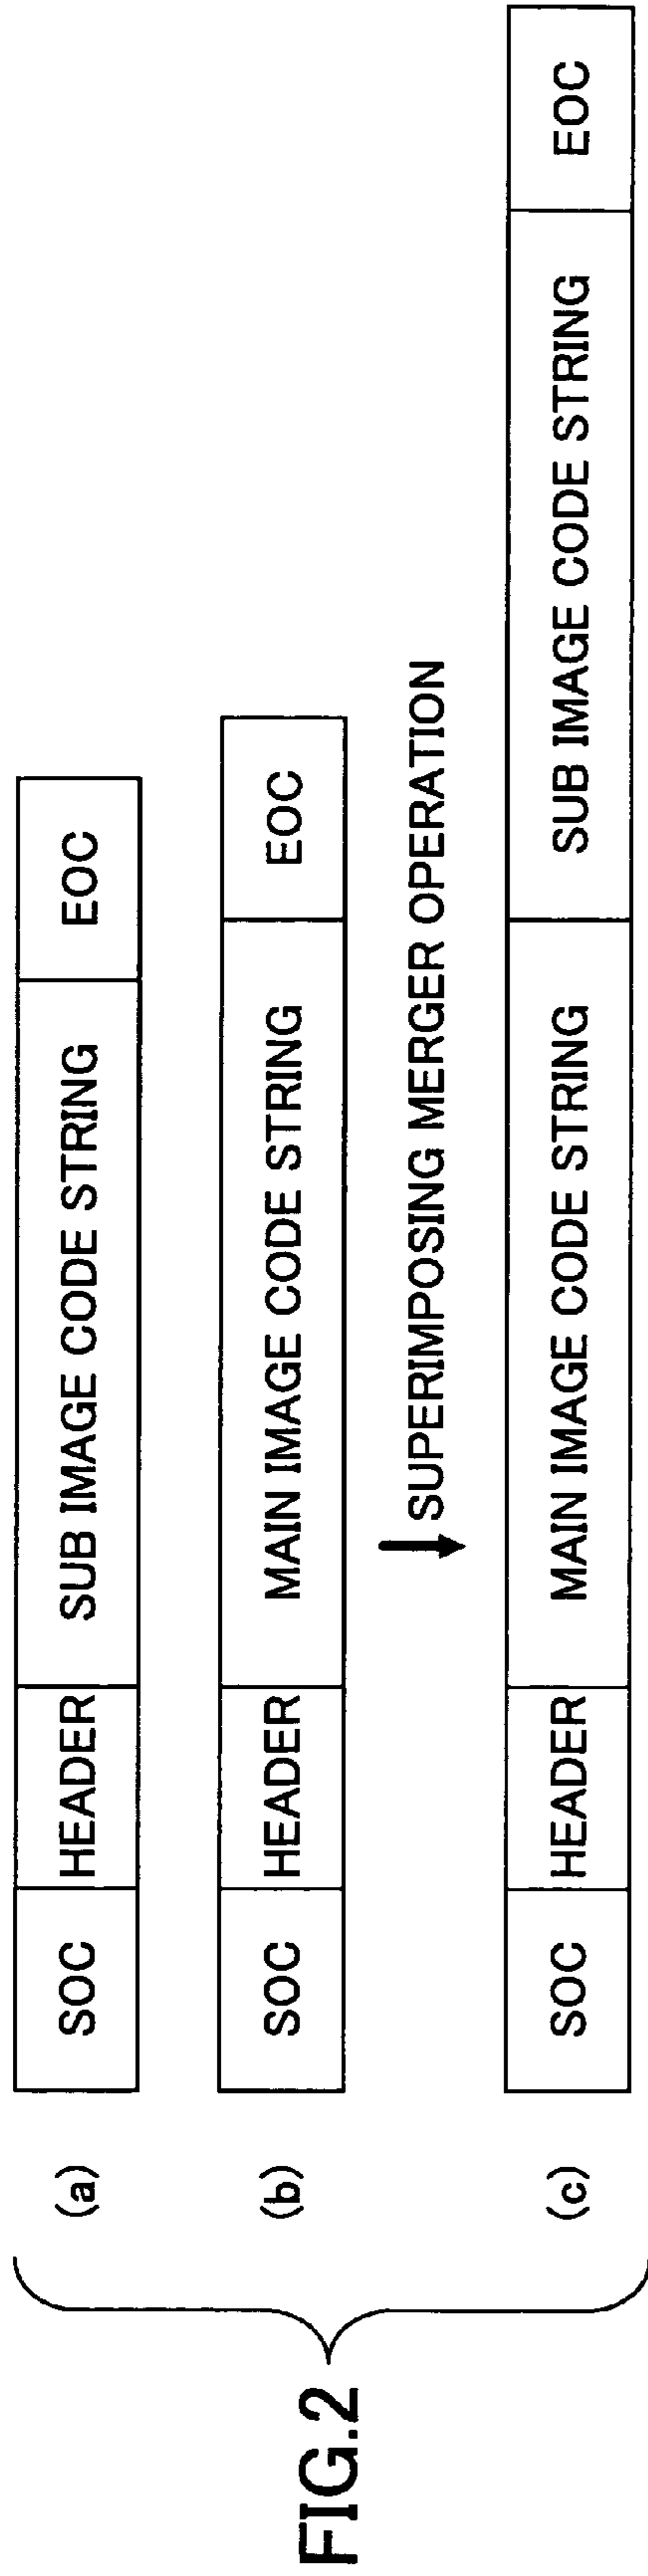 FIG.2
(a) SOC HEADER SUB IMAGE CODE STRING EOC
(b) SOC HEADER MAIN IMAGE CODE STRING EOC
SUPERIMPOSING MERGER OPERATION
(c) SOC HEADER MAIN IMAGE CODE STRING SUB IMAGE CODE STRING EOC